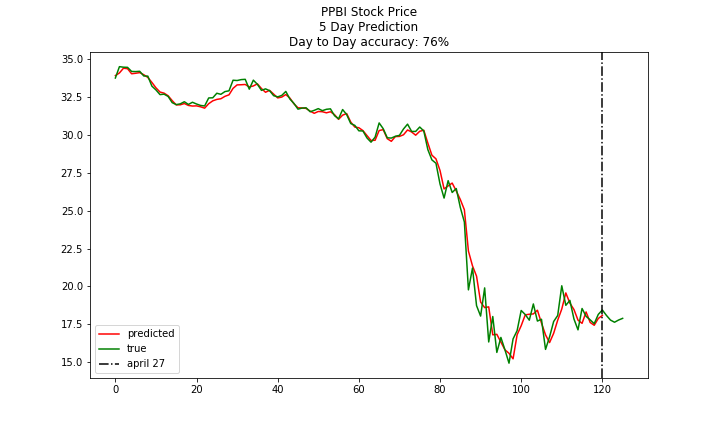 PPBI Stock Price
5 Day Prediction
Day to Day accuracy: 76%
35.0
32.5
30.0
27.5
25.0
22.5
20.0
17.5
15.0
predicted
true
april 27
0 20 40 60 80 100 120